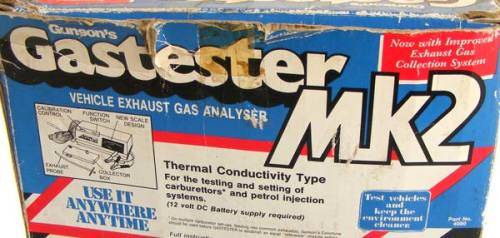 Gunson's
Gastester
Mk2
VEHICLE EXHAUST GAS ANALYSER
Now with Improved
Exhaust Gas
Collection System
CALIBRATION
CONTROL
FUNCTION
SWITCH
NEW SCALE
DESIGN
EXHAUST
PROBE
COLLECTOR
BOX
USE IT
ANYWHERE
ANYTIME
Thermal Conductivity Type
For the testing and setting of
carburettors* and petrol injection
systems.
(12 volt DC Battery supply required)
Full
Test vehicles
and keep
the environment
cleaner.
Part No.
4080